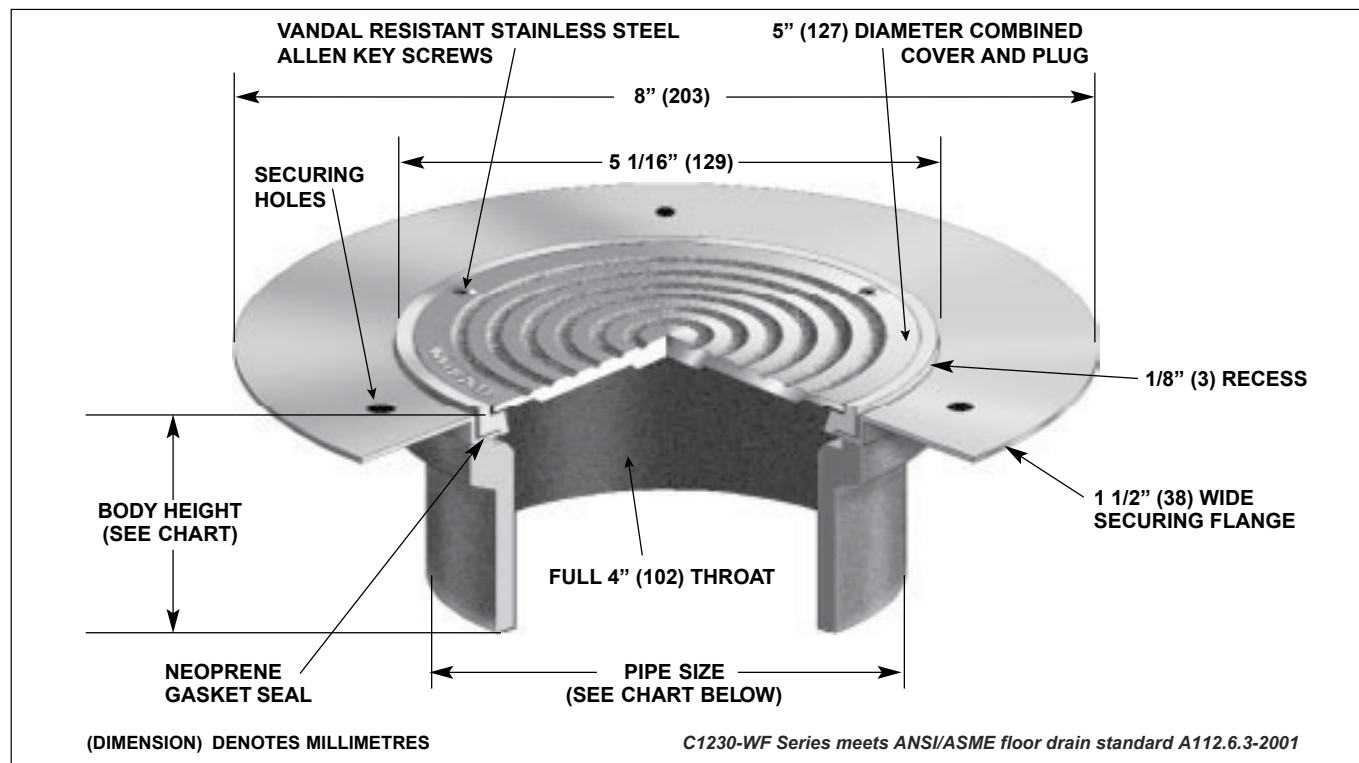 VANDAL RESISTANT STAINLESS STEEL
ALLEN KEY SCREWS
5” (127) DIAMETER COMBINED
COVER AND PLUG
8” (203)
5 1/16” (129)
SECURING
HOLES
1/8” (3) RECESS
1 1/2” (38) WIDE
SECURING FLANGE
BODY HEIGHT
(SEE CHART)
FULL 4” (102) THROAT
NEOPRENE
GASKET SEAL
PIPE SIZE
(SEE CHART BELOW)
(DIMENSION) DENOTES MILLIMETRES
C1230-WF Series meets ANSI/ASME floor drain standard A112.6.3-2001